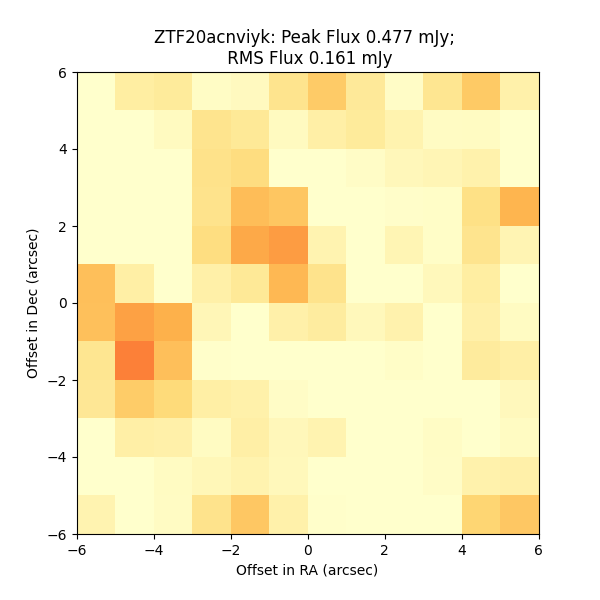 ZTF20acnviyk: Peak Flux 0.477 mJy;
RMS Flux 0.161 mJy
6
4
2
0
−2
−4
−6
Offset in Dec (arcsec)
−6 −4 −2 0 2 4 6
Offset in RA (arcsec)